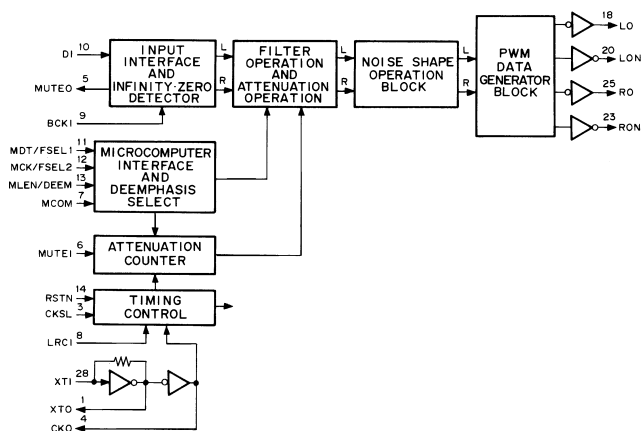 DI 10
MUTEO 5
BCKI 9
INPUT
INTERFACE
AND
INFINITY-ZERO
DETECTOR
L
R
FILTER
OPERATION
AND
ATTENUATION
OPERATION
L
R
NOISE SHAPE
OPERATION
BLOCK
L
R
PWM
DATA
GENERATOR
BLOCK
18 LO
20 LON
25 RO
23 RON
MDT/FSEL1 11
MCK/FSEL2 12
MLEN/DEEM 13
MCOM 7
MICROCOMPUTER
INTERFACE
AND
DEEMPHASIS
SELECT
MUTEI 6
ATTENUATION
COUNTER
RSTN 14
CKSL 3
TIMING
CONTROL
LRCI 8
XTI 28
XTO 1
CKO 4